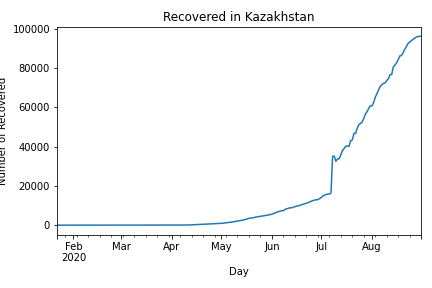 Recovered in Kazakhstan
Number of Recovered
100000
80000
60000
40000
20000
0
Feb Mar Apr May Jun Jul Aug
2020
Day